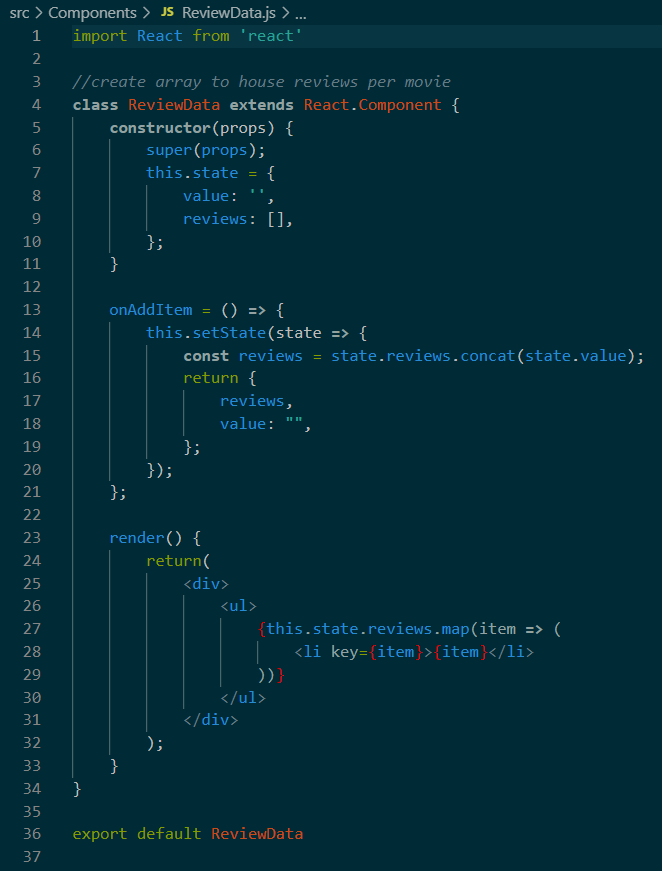 src > Components > JS ReviewData.js > ...
1 import React from 'react'
2
3 //create array to house reviews per movie
4 class ReviewData extends React.Component {
5     constructor(props) {
6         super(props);
7         this.state = {
8             value: '',
9             reviews: [],
10         };
11     }
12
13     onAddItem = () => {
14         this.setState(state => {
15             const reviews = state.reviews.concat(state.value);
16             return {
17                 reviews,
18                 value: "",
19             };
20         });
21     };
22
23     render() {
24         return(
25             <div>
26                 <ul>
27                     {this.state.reviews.map(item => (
28                         <li key={item}>{item}</li>
29                     ))}
30                 </ul>
31             </div>
32         );
33     }
34 }
35
36 export default ReviewData
37